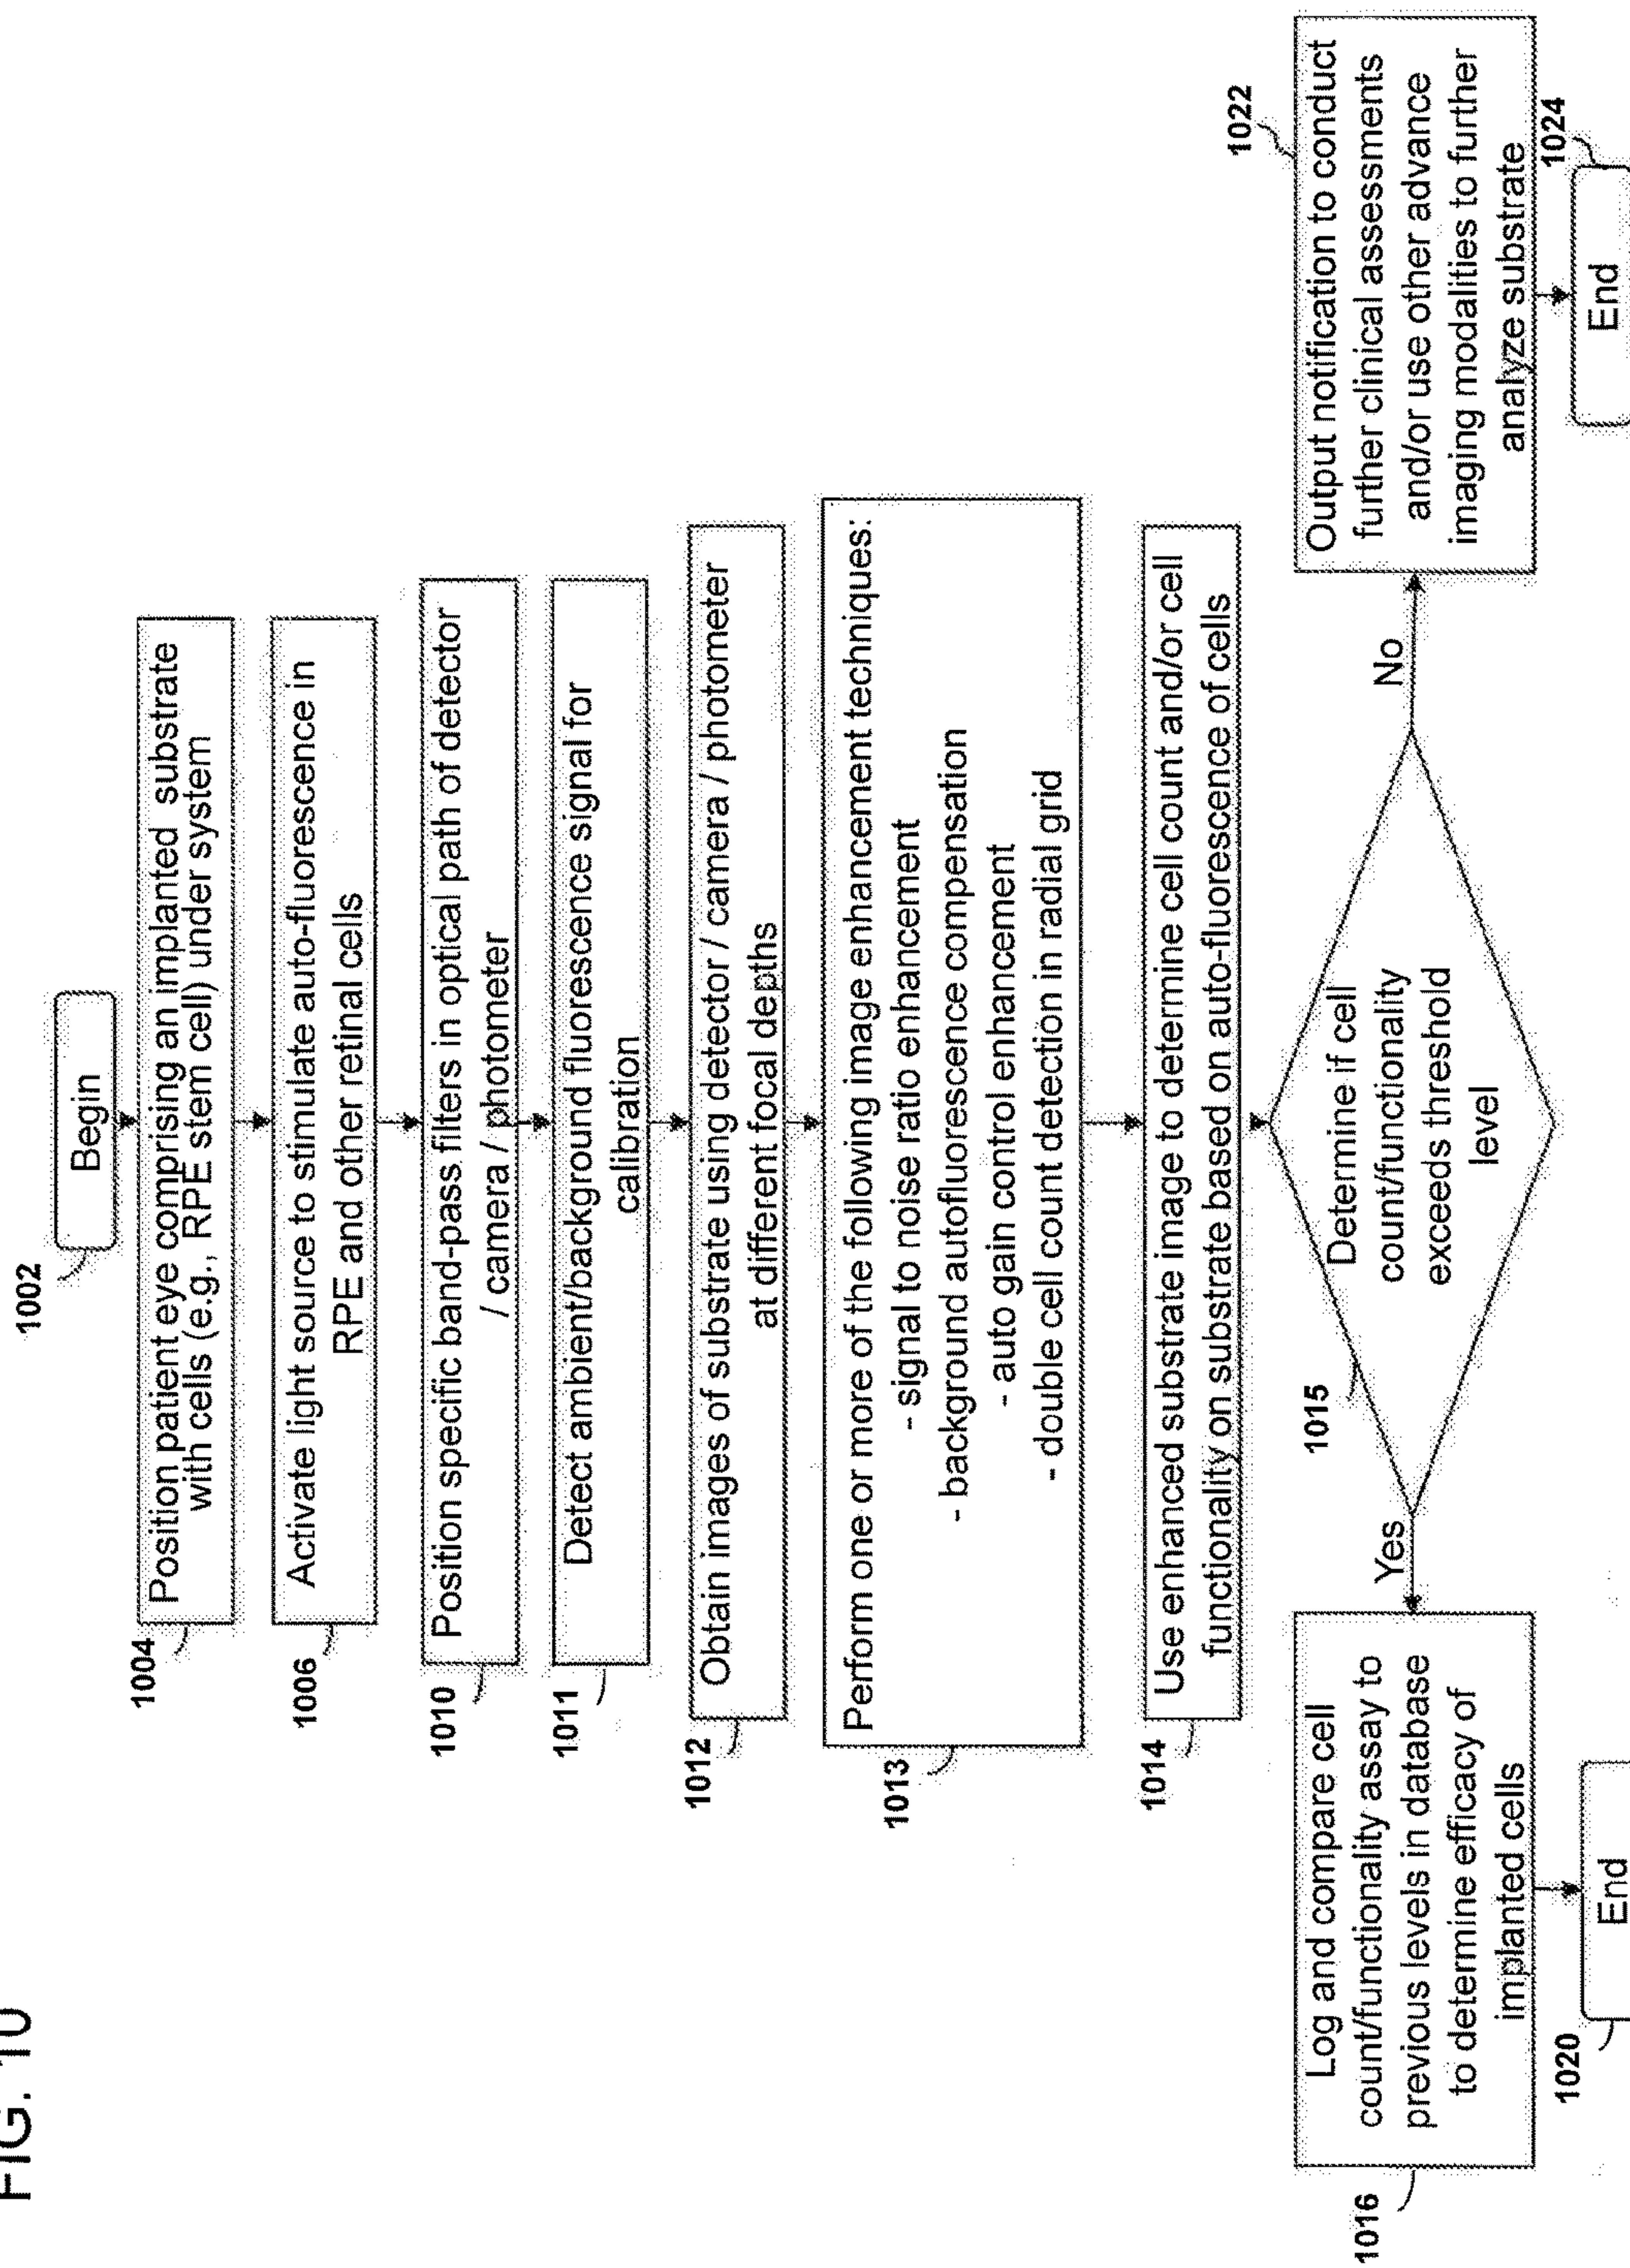 FIG. 10
1002
Begin
1004
Position patient eye comprising an implanted substrate
with cells (e.g., RPE stem cell) under system
1006
Activate light source to stimulate auto-fluorescence in
RPE and other retinal cells
1010
Position specific band-pass filters in optical path of detector
/ camera / photometer
1011
Detect ambient/background fluorescence signal for
calibration
1012
Obtain images of substrate using detector / camera / photometer
at different focal depths
1013
Perform one or more of the following image enhancement techniques:
- signal to noise ratio enhancement
- background autofluorescence compensation
- auto gain control enhancement
- double cell count detection in radial grid
1014
Use enhanced substrate image to determine cell count and/or cell
functionality on substrate based on auto-fluorescence of cells
1015
Determine if cell
count/functionality
exceeds threshold
level
Yes
No
1016
Log and compare cell
count/functionality assay to
previous levels in database
to determine efficacy of
implanted cells
1020
End
1022
Output notification to conduct
further clinical assessments
and/or use other advance
imaging modalities to further
analyze substrate
1024
End